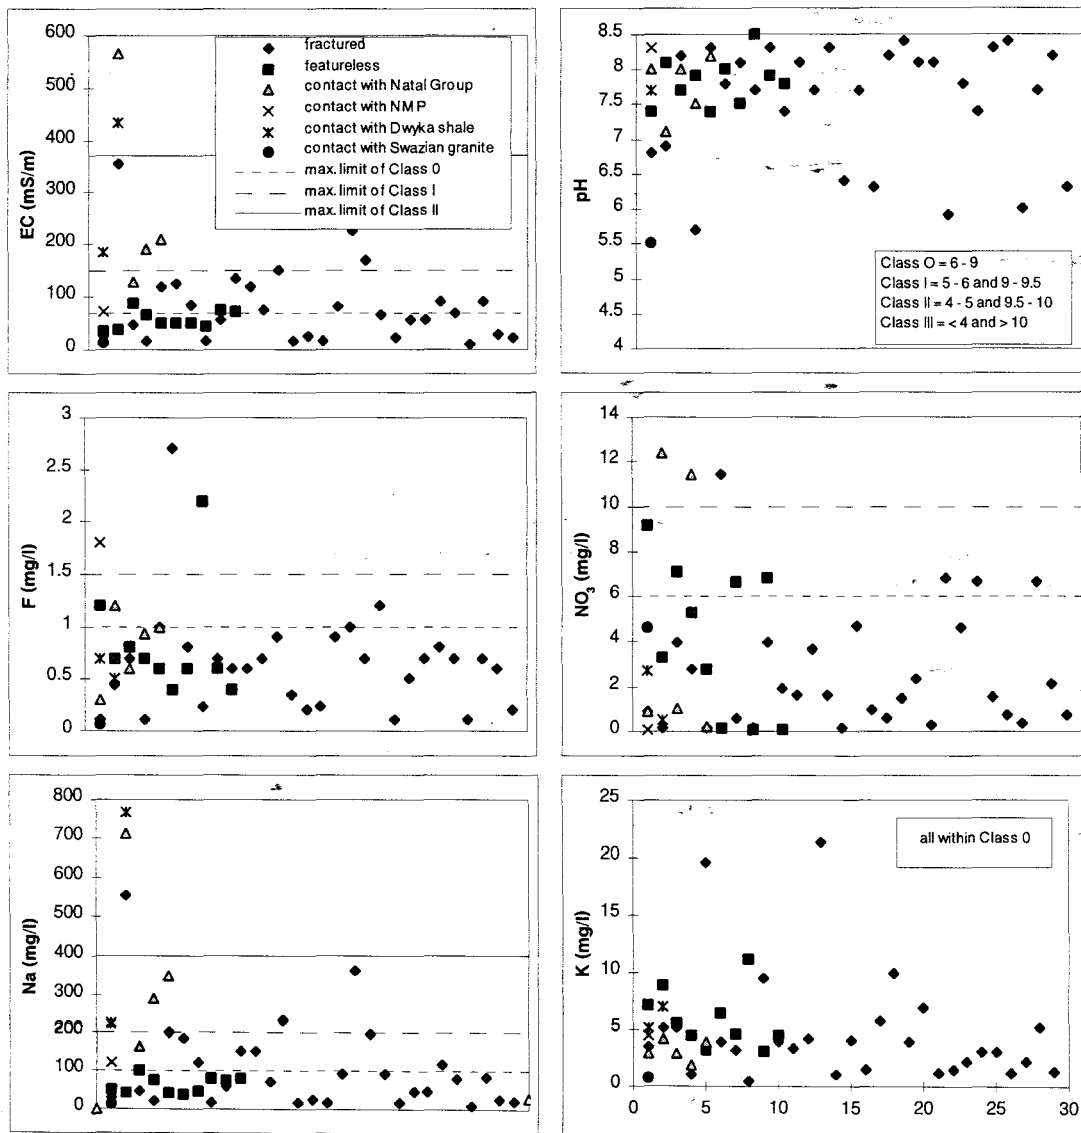 600
500
400
300
200
100
0
EC (mS/m)
fractured
featureless
contact with Natal Group
contact with NMP
contact with Dwyka shale
contact with Swazian granite
max. limit of Class 0
max. limit of Class I
max. limit of Class II
8.5
8
7.5
7
6.5
6
5.5
5
4.5
4
pH
Class O = 6 - 9
Class I = 5 - 6 and 9 - 9.5
Class II = 4 - 5 and 9.5 - 10
Class III = < 4 and > 10
3
2.5
2
1.5
1
0.5
0
F (mg/l)
14
12
10
8
6
4
2
0
NO3 (mg/l)
800
700
600
500
400
300
200
100
0
Na (mg/l)
25
20
15
10
5
0
K (mg/l)
all within Class 0
0 5 10 15 20 25 30